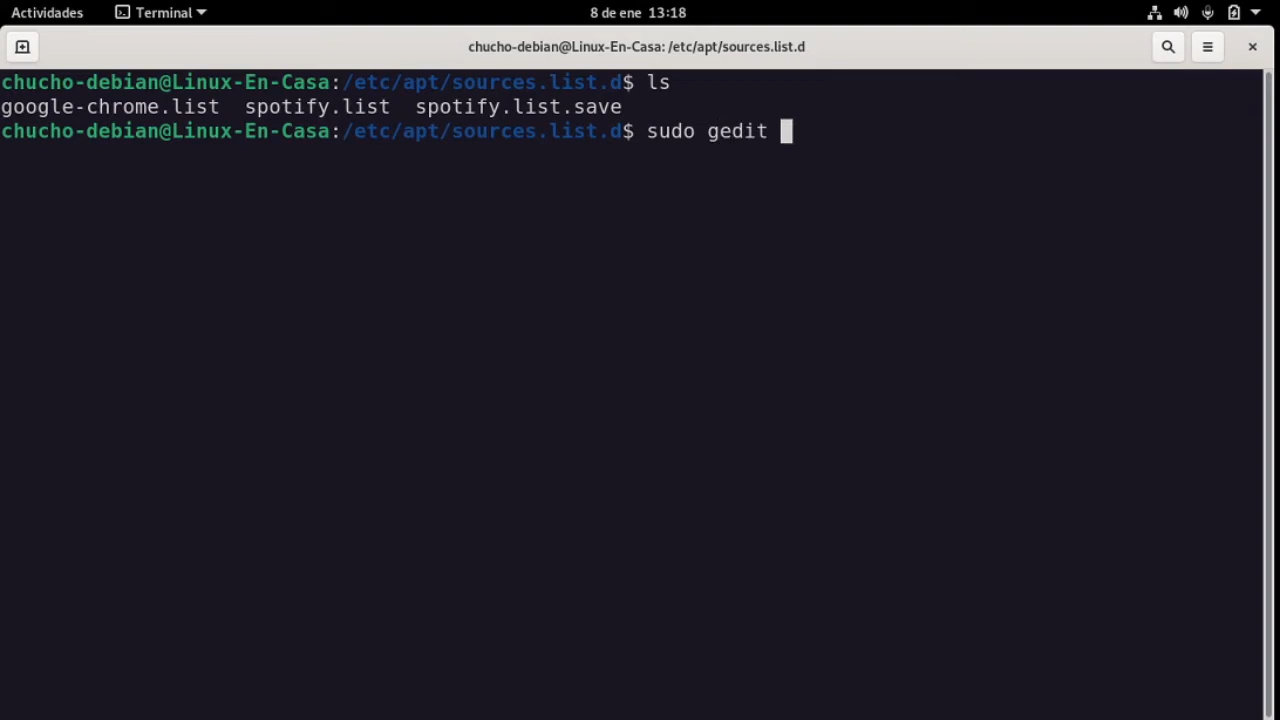 Actividades Terminal 8 de ene 13:18
chucho-debian@Linux-En-Casa: /etc/apt/sources.list.d
chucho-debian@Linux-En-Casa:/etc/apt/sources.list.d$ ls
google-chrome.list spotify.list spotify.list.save
chucho-debian@Linux-En-Casa:/etc/apt/sources.list.d$ sudo gedit